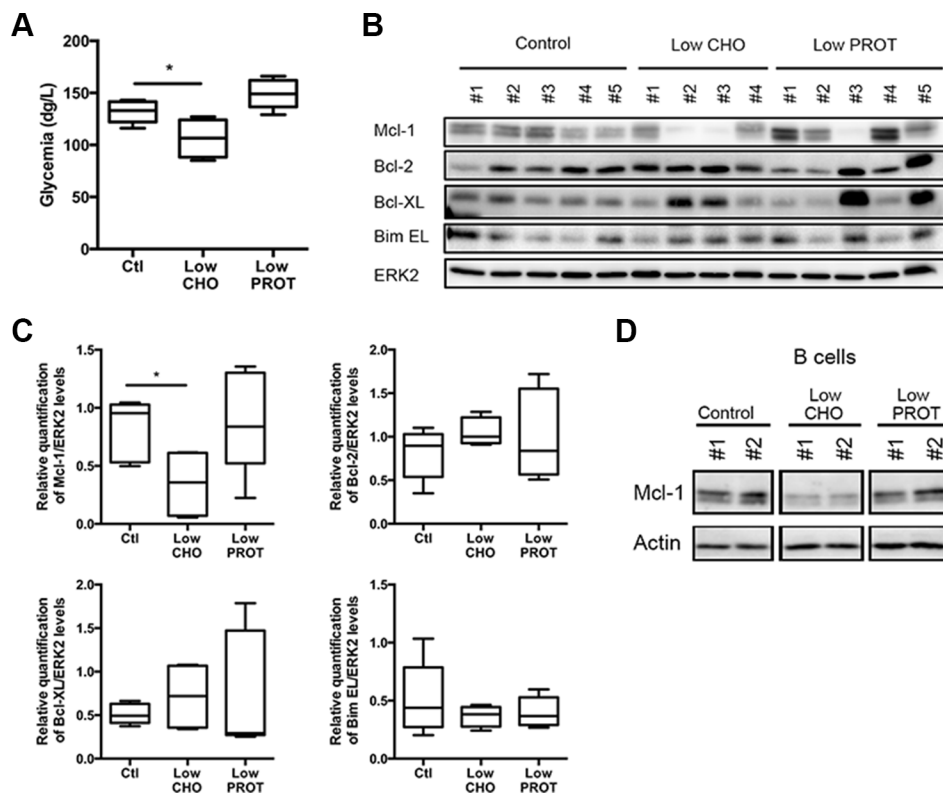 A
Glycemia (dg/L)
200
150
100
50
0
*
Ctl
Low
CHO
Low
PROT
B
Control
Low CHO
Low PROT
#1 #2 #3 #4 #5 #1 #2 #3 #4 #1 #2 #3 #4 #5
Mcl-1
Bcl-2
Bcl-XL
Bim EL
ERK2
C
Relative quantification
of Mcl-1/ERK2 levels
1.5
1.0
0.5
0.0
*
Ctl
Low
CHO
Low
PROT
Relative quantification
of Bcl-2/ERK2 levels
2.0
1.5
1.0
0.5
0.0
Ctl
Low
CHO
Low
PROT
Relative quantification
of Bcl-XL/ERK2 levels
2.0
1.5
1.0
0.5
0.0
Ctl
Low
CHO
Low
PROT
Relative quantification
of Bim EL/ERK2 levels
1.5
1.0
0.5
0.0
Ctl
Low
CHO
Low
PROT
D
B cells
Control
Low
CHO
Low
PROT
#1 #2 #1 #2 #1 #2
Mcl-1
Actin